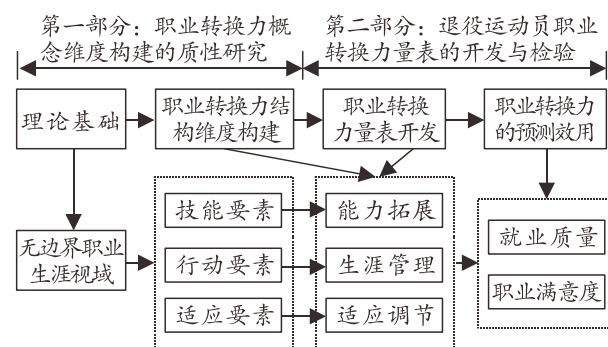 第一部分：职业转换力概
念维度构建的质性研究
第二部分：退役运动员职业
转换力量表的开发与检验
理论基础
职业转换力结
构维度构建
职业转换
力量表开发
职业转换力
的预测效用
技能要素
能力拓展
无边界职业
生涯视域
行动要素
生涯管理
就业质量
职业满意度
适应要素
适应调节